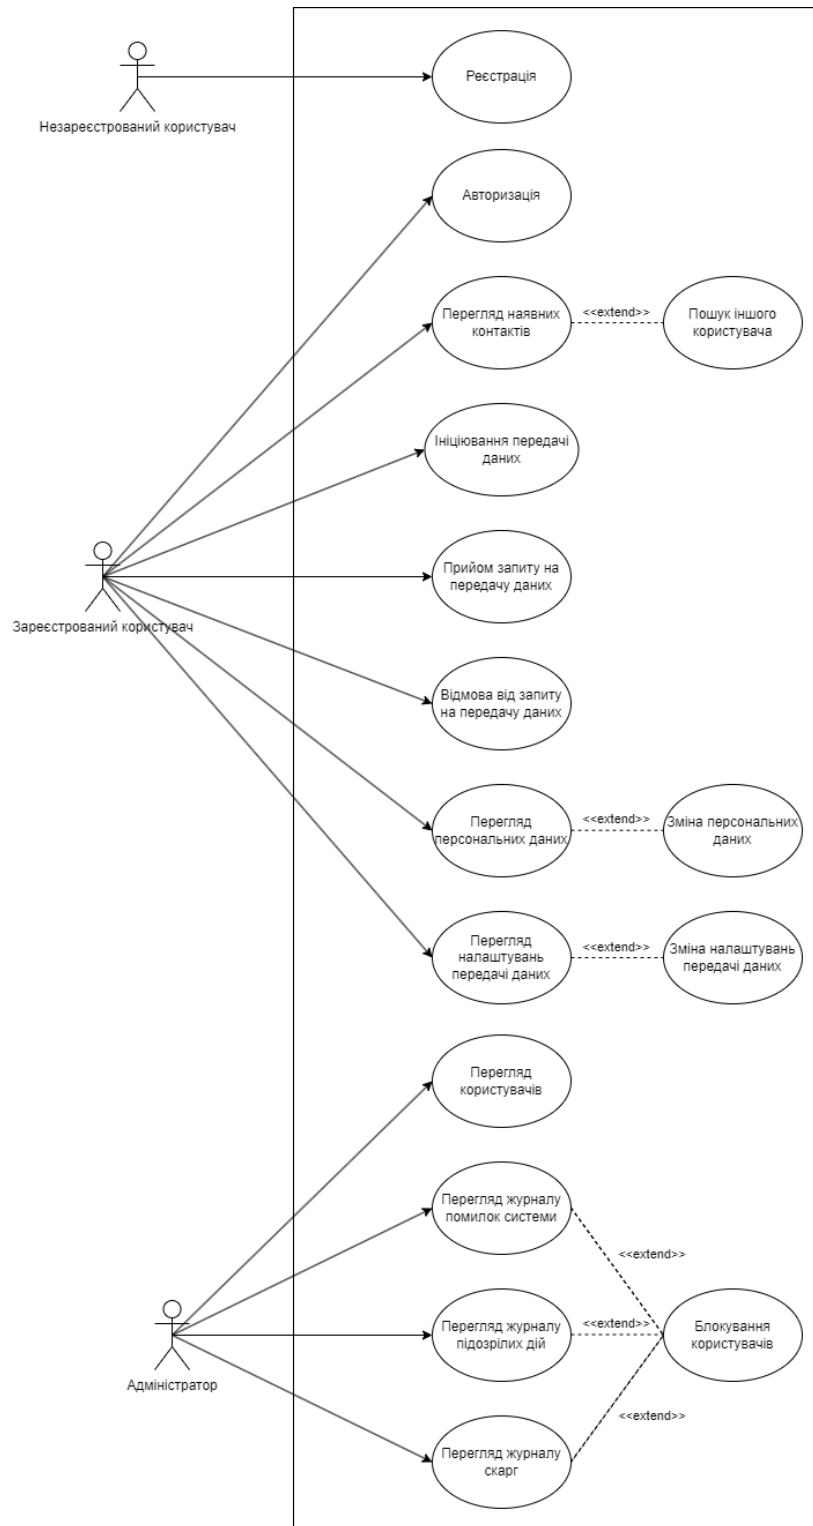 Реєстрація
Незареєстрований користувач
Авторизація
Перегляд наявних
контактів
<<extend>>
Пошук іншого
користувача
Ініціювання передачі
даних
Прийом запиту на
передачу даних
Зареєстрований користувач
Відмова від запиту
на передачу даних
Перегляд
персональних даних
<<extend>>
Зміна персональних
даних
Перегляд
налаштувань
передачі даних
<<extend>>
Зміна налаштувань
передачі даних
Перегляд
користувачів
Перегляд журналу
помилок системи
<<extend>>
Перегляд журналу
підозрілих дій
<<extend>>
Блокування
користувачів
Адміністратор
<<extend>>
Перегляд журналу
скарг